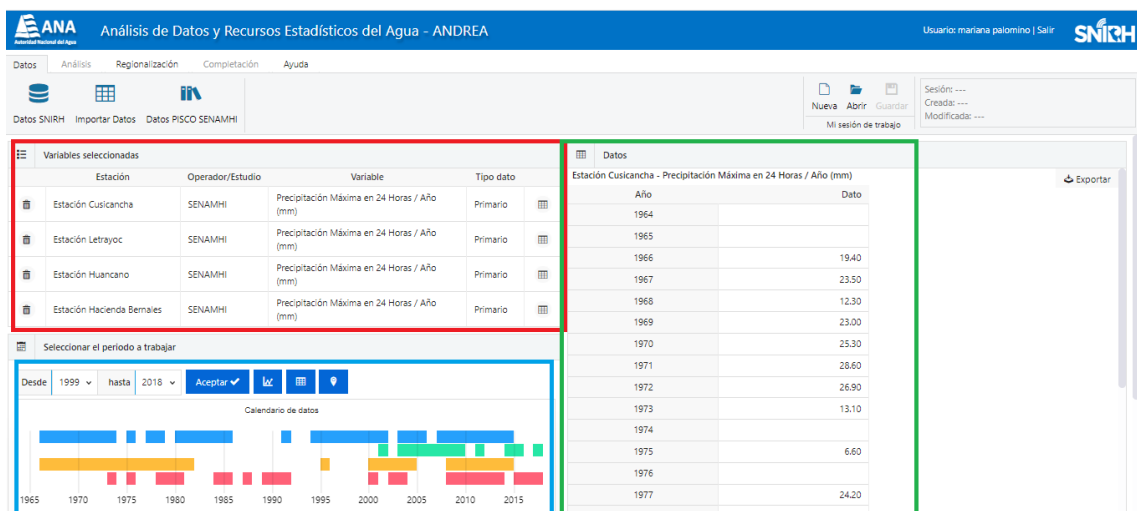 ANA
Autoridad Nacional del Agua
Análisis de Datos y Recursos Estadísticos del Agua - ANDREA
Usuario: mariana palomino | Salir
SNIRH
Datos Análisis Regionalización Completación Ayuda
Datos SNIRH Importar Datos Datos PISCO SENAMHI
Nueva Abrir Guardar
Mi sesión de trabajo
Sesión: ---
Creada: ---
Modificada: ---
Variables seleccionadas
Estación Operador/Estudio Variable Tipo dato
Estación Cusicancha SENAMHI Precipitación Máxima en 24 Horas / Año (mm) Primario
Estación Letrayoc SENAMHI Precipitación Máxima en 24 Horas / Año (mm) Primario
Estación Huancano SENAMHI Precipitación Máxima en 24 Horas / Año (mm) Primario
Estación Hacienda Bernales SENAMHI Precipitación Máxima en 24 Horas / Año (mm) Primario
Seleccionar el periodo a trabajar
Desde 1999 hasta 2018 Aceptar
Calendario de datos
1965 1970 1975 1980 1985 1990 1995 2000 2005 2010 2015
Datos
Estación Cusicancha - Precipitación Máxima en 24 Horas / Año (mm)
Exportar
Año Dato
1964
1965
1966 19.40
1967 23.50
1968 12.30
1969 23.00
1970 25.30
1971 28.60
1972 26.90
1973 13.10
1974
1975 6.60
1976
1977 24.20